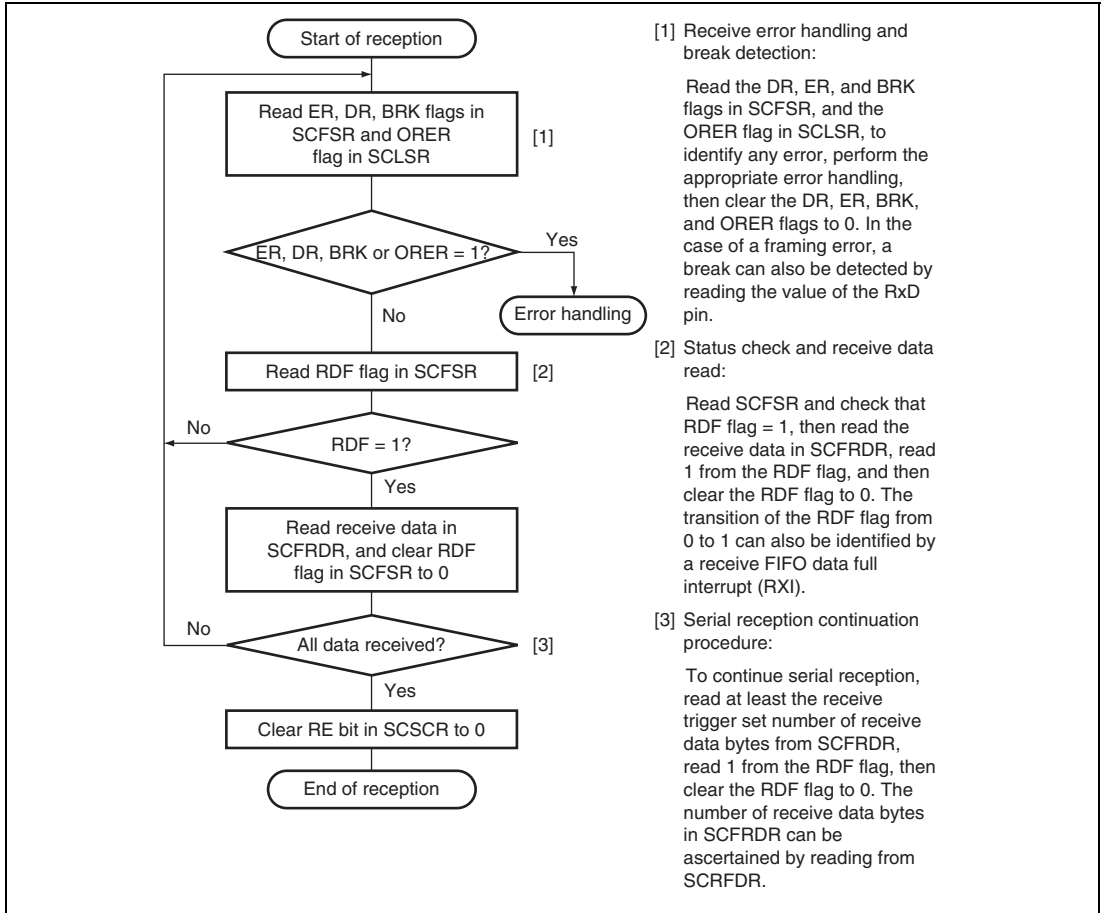 Start of reception
Read ER, DR, BRK flags in
SCFSR and ORER
flag in SCLSR
[1]
ER, DR, BRK or ORER = 1?
Yes
Error handling
No
Read RDF flag in SCFSR
[2]
No
RDF = 1?
Yes
Read receive data in
SCFRDR, and clear RDF
flag in SCFSR to 0
No
All data received?
[3]
Yes
Clear RE bit in SCSCR to 0
End of reception
[1] Receive error handling and
break detection:
Read the DR, ER, and BRK
flags in SCFSR, and the
ORER flag in SCLSR, to
identify any error, perform the
appropriate error handling,
then clear the DR, ER, BRK,
and ORER flags to 0. In the
case of a framing error, a
break can also be detected by
reading the value of the RxD
pin.
[2] Status check and receive data
read:
Read SCFSR and check that
RDF flag = 1, then read the
receive data in SCFRDR, read
1 from the RDF flag, and then
clear the RDF flag to 0. The
transition of the RDF flag from
0 to 1 can also be identified by
a receive FIFO data full
interrupt (RXI).
[3] Serial reception continuation
procedure:
To continue serial reception,
read at least the receive
trigger set number of receive
data bytes from SCFRDR,
read 1 from the RDF flag, then
clear the RDF flag to 0. The
number of receive data bytes
in SCFRDR can be
ascertained by reading from
SCRFDR.